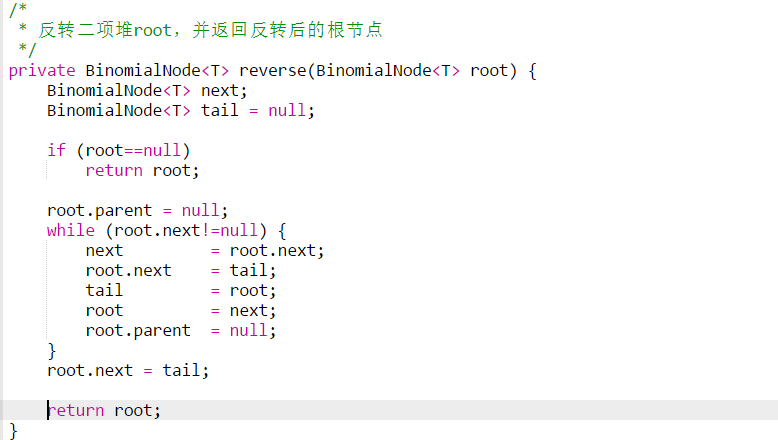 /*
 * 反转二项堆root，并返回反转后的根节点
 */
private BinomialNode<T> reverse(BinomialNode<T> root) {
    BinomialNode<T> next;
    BinomialNode<T> tail = null;

    if (root==null)
        return root;

    root.parent = null;
    while (root.next!=null) {
        next         = root.next;
        root.next    = tail;
        tail         = root;
        root         = next;
        root.parent  = null;
    }
    root.next = tail;

    return root;
}